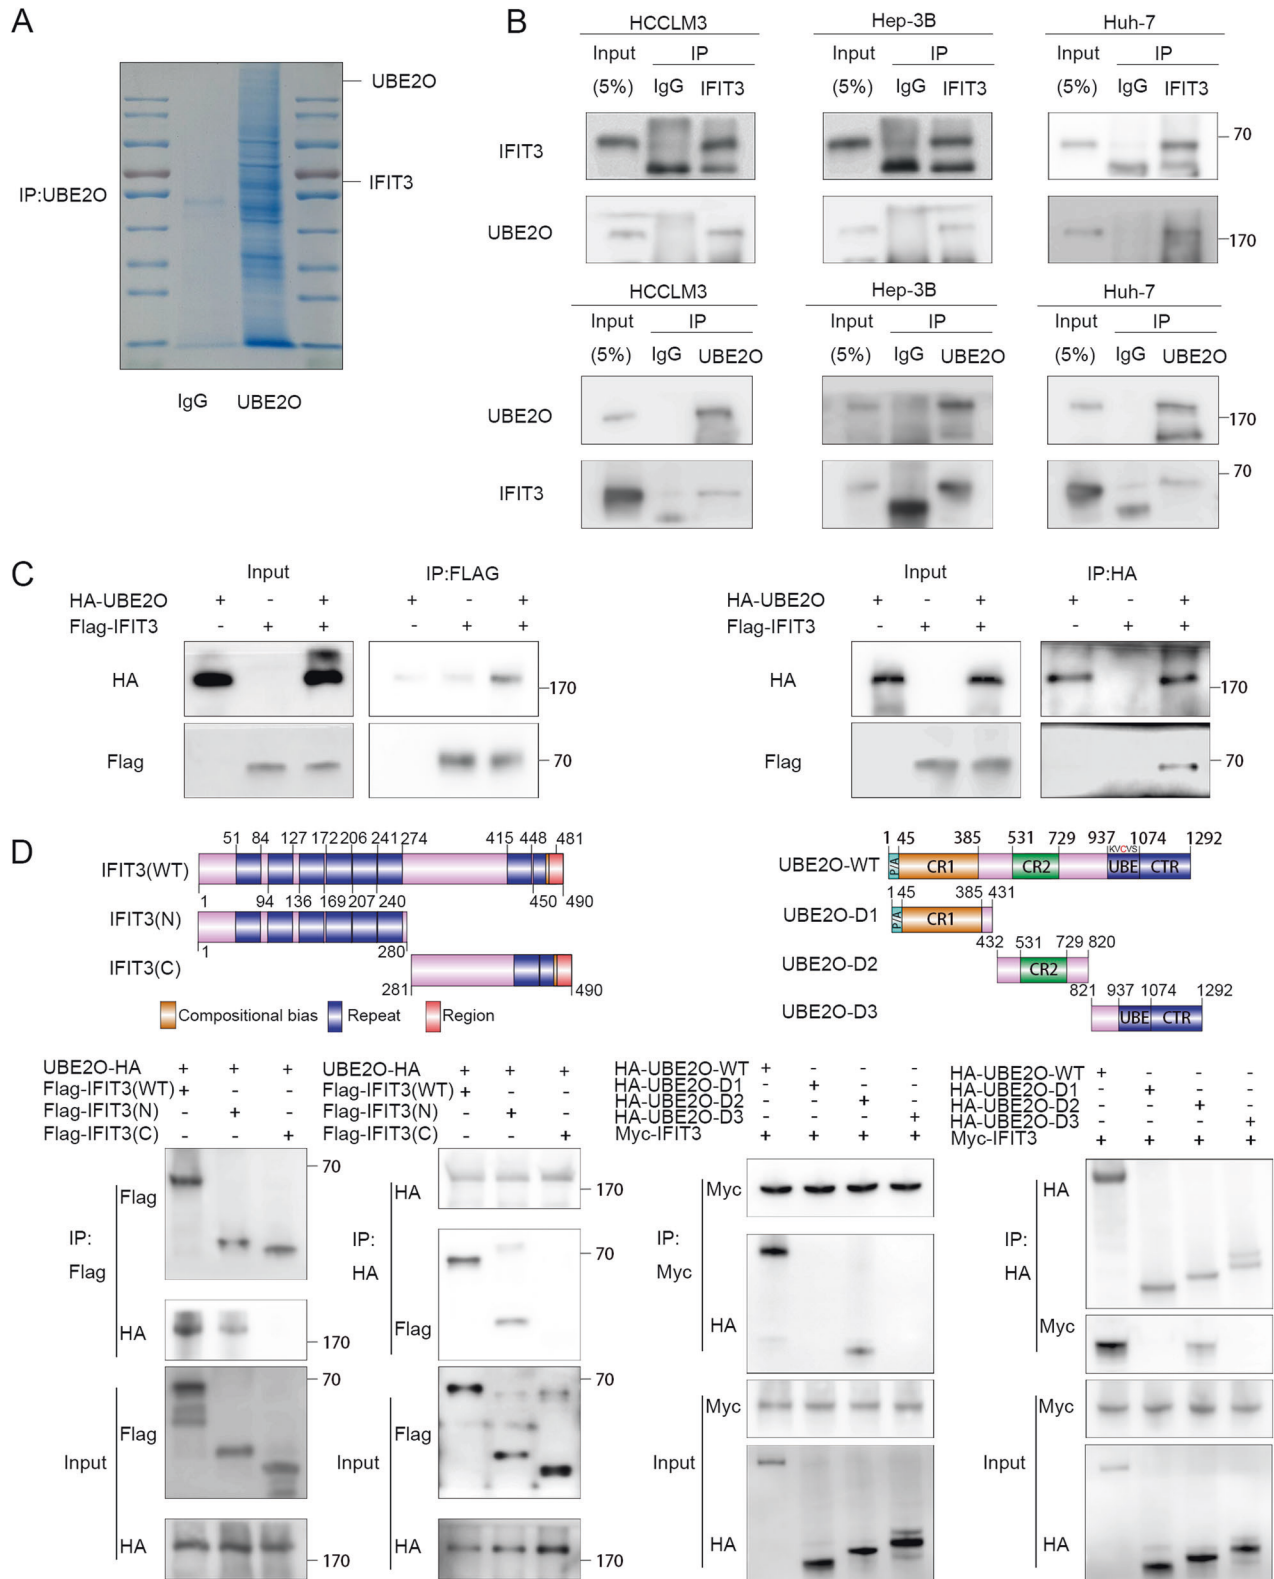 A
UBE2O
IFIT3
IP:UBE2O
IgG UBE2O
B
HCCLM3 Hep-3B Huh-7
Input IP Input IP Input IP
(5%) IgG IFIT3 (5%) IgG IFIT3 (5%) IgG IFIT3
IFIT3 70
UBE2O 170
HCCLM3 Hep-3B Huh-7
Input IP Input IP Input IP
(5%) IgG UBE2O (5%) IgG UBE2O (5%) IgG UBE2O
UBE2O 170
IFIT3 70
C
Input IP:FLAG
HA-UBE2O + - + + - +
Flag-IFIT3 - + + - + +
HA 170
Flag 70
Input IP:HA
HA-UBE2O + - + + - +
Flag-IFIT3 - + + - + +
HA 170
Flag 70
D
51 84 127 172 206 241 274 415 448 481
IFIT3(WT)
94 136 169 207 240 450 490
1
IFIT3(N)
1 280
IFIT3(C)
281 490
Compositional bias Repeat Region
1 45 385 531 729 937 1074 1292
KVCVS
UBE2O-WT P/A CR1 CR2 UBE CTR
1 45 385 431
UBE2O-D1 P/A CR1
432 531 729 820
UBE2O-D2 CR2
821 937 1074 1292
UBE2O-D3 UBE CTR
UBE2O-HA + + +
Flag-IFIT3(WT) + - -
Flag-IFIT3(N) - + -
Flag-IFIT3(C) - - +
70
Flag
IP:
Flag
HA 170
70
Flag
Input
HA
170
UBE2O-HA + + +
Flag-IFIT3(WT) + - -
Flag-IFIT3(N) - + -
Flag-IFIT3(C) - - +
HA 170
IP: 70
HA
Flag
70
Flag
Input
HA
170
HA-UBE2O-WT + - - -
HA-UBE2O-D1 - + - -
HA-UBE2O-D2 - - + -
HA-UBE2O-D3 - - - +
Myc-IFIT3 + + + +
Myc
IP:
Myc
HA
Myc
Input
HA
HA-UBE2O-WT + - - -
HA-UBE2O-D1 - + - -
HA-UBE2O-D2 - - + -
HA-UBE2O-D3 - - - +
Myc-IFIT3 + + + +
HA
IP:
HA
Myc
Myc
Input
HA